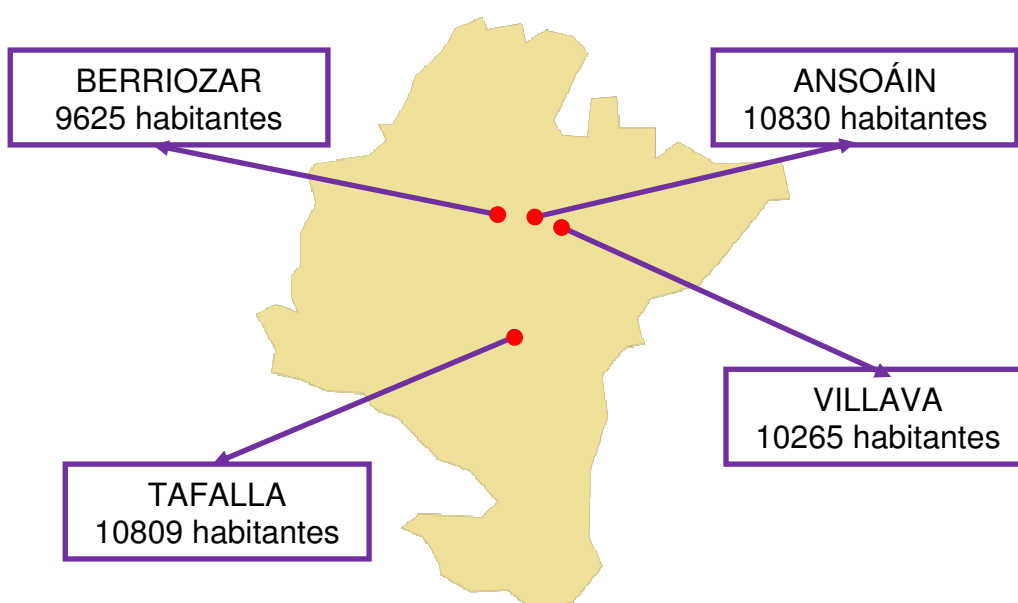 BERRIOZAR
9625 habitantes
ANSOÁIN
10830 habitantes
VILLAVA
10265 habitantes
TAFALLA
10809 habitantes